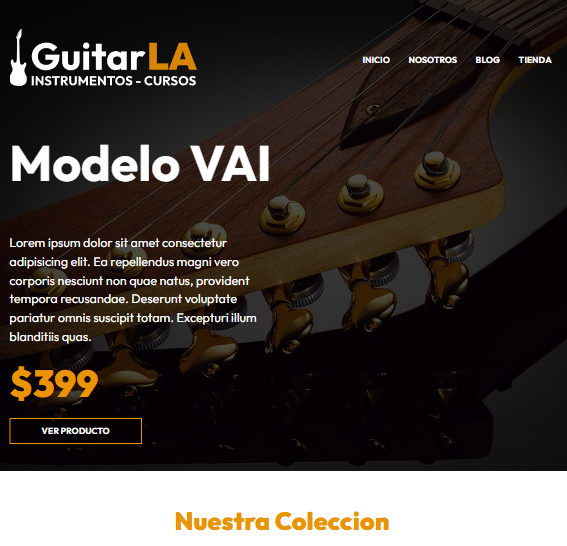 GuitarLA
INSTRUMENTOS - CURSOS
INICIO NOSOTROS BLOG TIENDA
Modelo VAI
Lorem ipsum dolor sit amet consectetur
adipisicing elit. Ea repellendus magni vero
corporis nesciunt non quae natus, provident
tempora recusandae. Deserunt voluptate
pariatur omnis suscipit totam. Excepturi illum
blanditiis quas.
$399
VER PRODUCTO
Nuestra Coleccion